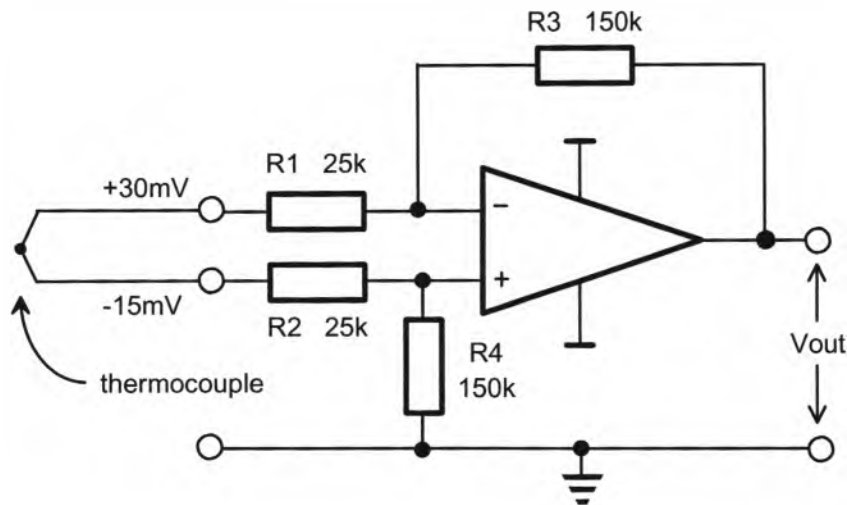 R3 150k
R1 25k
+30mV
−
+
-15mV
R2 25k
R4
150k
Vout
thermocouple